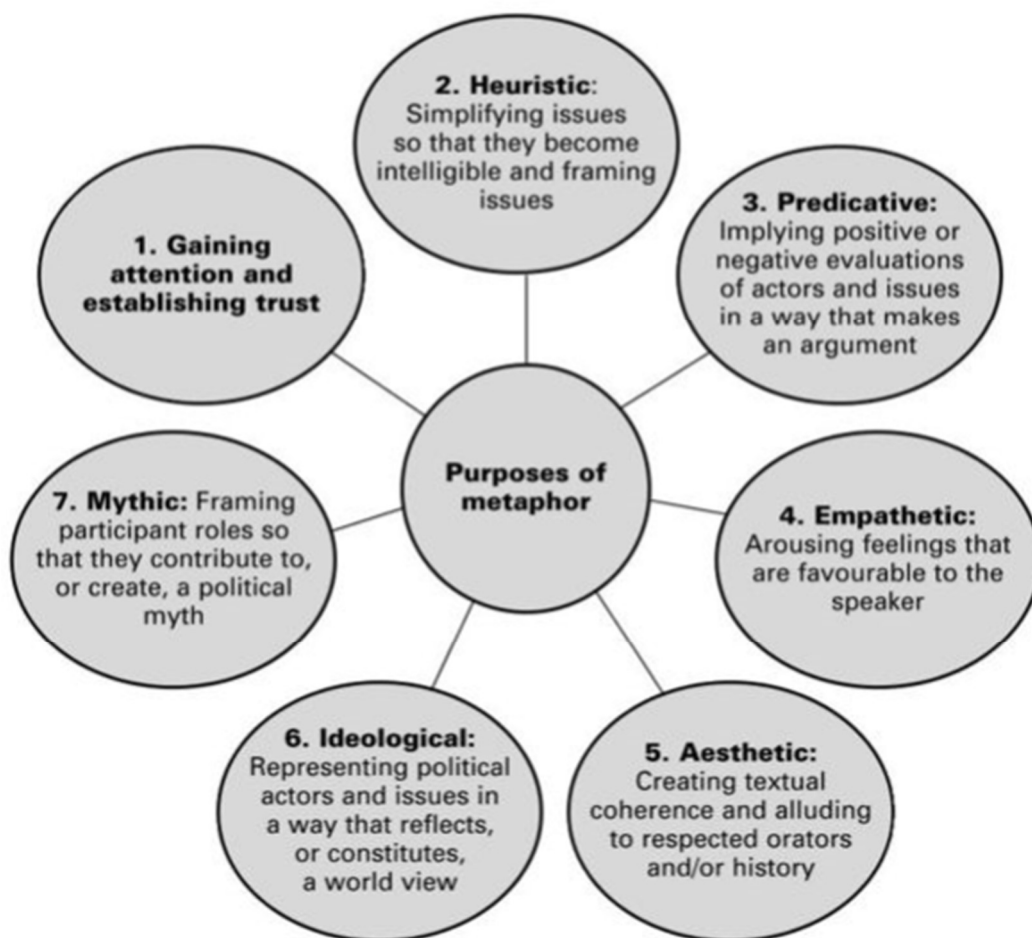 1. Gaining
attention and
establishing trust
2. Heuristic:
Simplifying issues
so that they become
intelligible and framing
issues
3. Predicative:
Implying positive or
negative evaluations
of actors and issues
in a way that makes
an argument
Purposes of
metaphor
4. Empathetic:
Arousing feelings that
are favourable to the
speaker
5. Aesthetic:
Creating textual
coherence and alluding
to respected orators
and/or history
6. Ideological:
Representing political
actors and issues in
a way that reflects,
or constitutes,
a world view
7. Mythic: Framing
participant roles so
that they contribute to,
or create, a political
myth